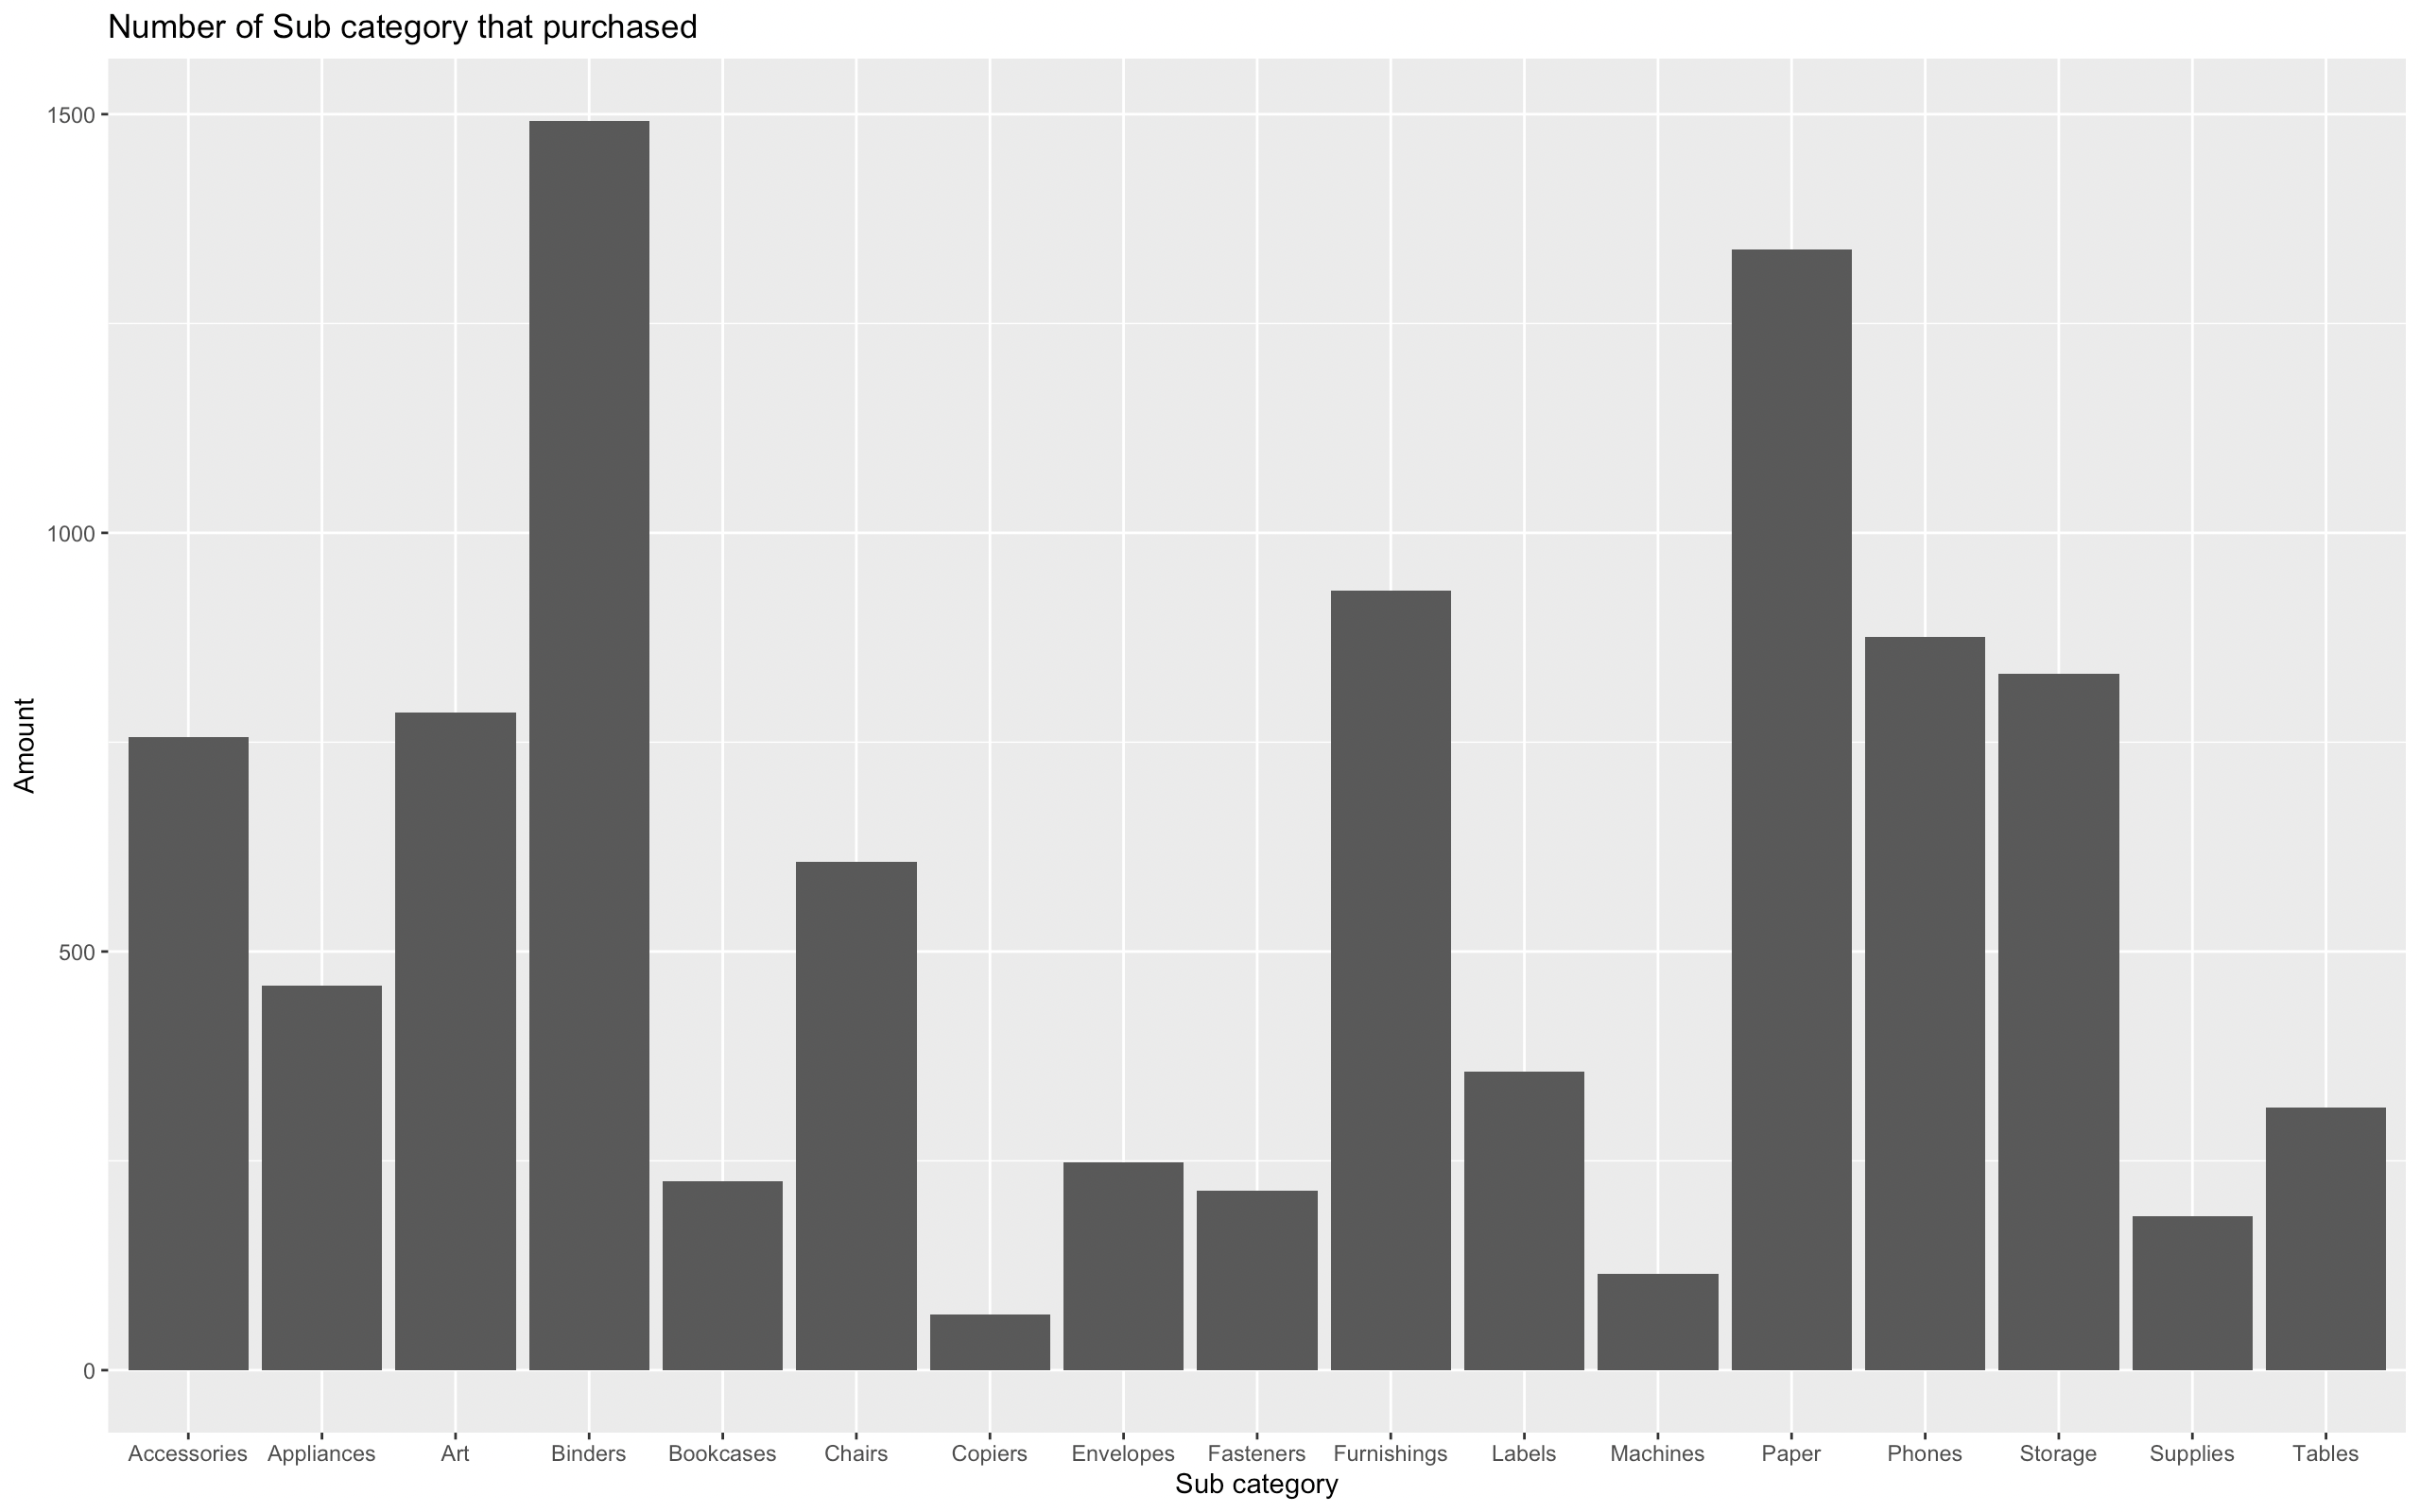 Number of Sub category that purchased
1500
1000
500
0
Amount
Accessories Appliances Art Binders Bookcases Chairs Copiers Envelopes Fasteners Furnishings Labels Machines Paper Phones Storage Supplies Tables
Sub category